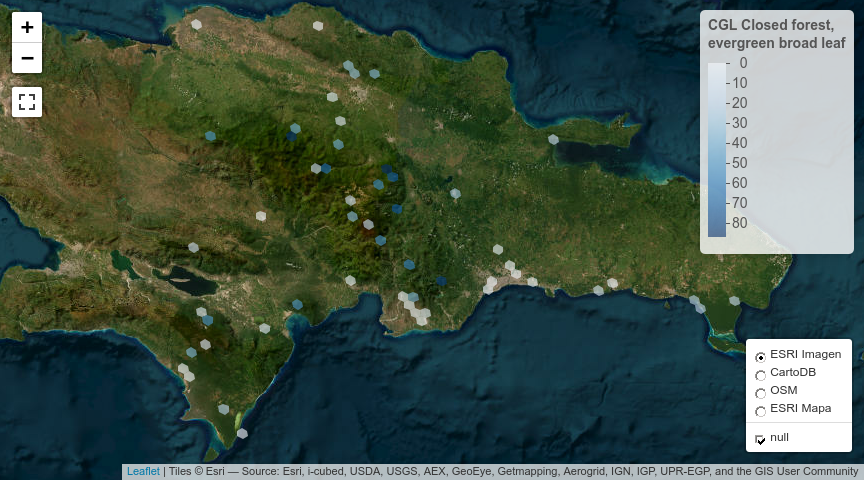 +
−
CGL Closed forest,
evergreen broad leaf
0
10
20
30
40
50
60
70
80
ESRI Imagen
CartoDB
OSM
ESRI Mapa
null
Leaflet | Tiles © Esri — Source: Esri, i-cubed, USDA, USGS, AEX, GeoEye, Getmapping, Aerogrid, IGN, IGP, UPR-EGP, and the GIS User Community